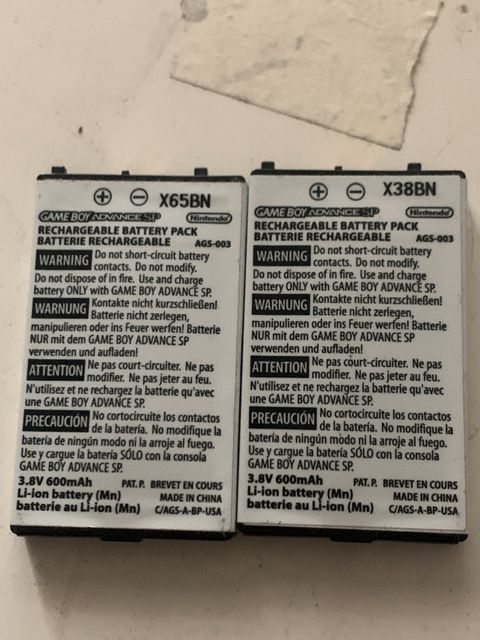 ⊕ ⊖ X65BN
GAME BOY ADVANCE SP Nintendo
RECHARGEABLE BATTERY PACK
BATTERIE RECHARGEABLE AGS-003
WARNING Do not short-circuit battery
contacts. Do not modify.
Do not dispose of in fire. Use and charge
battery ONLY with GAME BOY ADVANCE SP.
WARNUNG Kontakte nicht kurzschließen!
Batterie nicht zerlegen,
manipulieren oder ins Feuer werfen! Batterie
NUR mit dem GAME BOY ADVANCE SP
verwenden und aufladen!
ATTENTION Ne pas court-circuiter. Ne pas
modifier. Ne pas jeter au feu.
N'utilisez et ne rechargez la batterie qu'avec
une GAME BOY ADVANCE SP.
PRECAUCIÓN No cortocircuite los contactos
de la batería. No modifique la
batería de ningún modo ni la arroje al fuego.
Use y cargue la batería SÓLO con la consola
GAME BOY ADVANCE SP.
3.8V 600mAh PAT. P. BREVET EN COURS
Li-ion battery (Mn) MADE IN CHINA
batterie au Li-ion (Mn) C/AGS-A-BP-USA
⊕ ⊖ X38BN
GAME BOY ADVANCE SP Nintendo
RECHARGEABLE BATTERY PACK
BATTERIE RECHARGEABLE AGS-003
WARNING Do not short-circuit battery
contacts. Do not modify.
Do not dispose of in fire. Use and charge
battery ONLY with GAME BOY ADVANCE SP.
WARNUNG Kontakte nicht kurzschließen!
Batterie nicht zerlegen,
manipulieren oder ins Feuer werfen! Batterie
NUR mit dem GAME BOY ADVANCE SP
verwenden und aufladen!
ATTENTION Ne pas court-circuiter. Ne pas
modifier. Ne pas jeter au feu.
N'utilisez et ne rechargez la batterie qu'avec
une GAME BOY ADVANCE SP.
PRECAUCIÓN No cortocircuite los contactos
de la batería. No modifique la
batería de ningún modo ni la arroje al fuego.
Use y cargue la batería SÓLO con la consola
GAME BOY ADVANCE SP.
3.8V 600mAh PAT. P. BREVET EN COURS
Li-ion battery (Mn) MADE IN CHINA
batterie au Li-ion (Mn) C/AGS-A-BP-USA